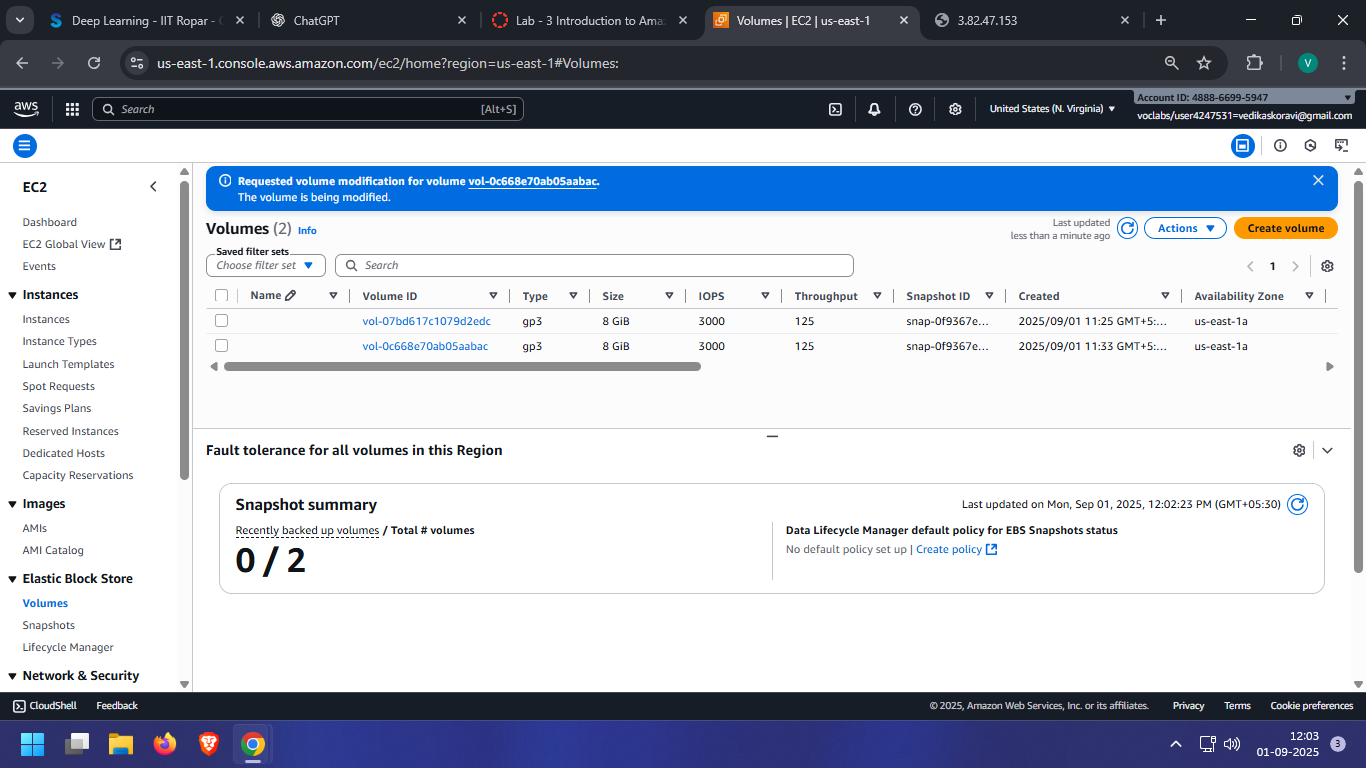 Deep Learning - IIT Ropar - C
ChatGPT
Lab - 3 Introduction to Ama
Volumes | EC2 | us-east-1
3.82.47.153
us-east-1.console.aws.amazon.com/ec2/home?region=us-east-1#Volumes:
V
aws
Search
[Alt+S]
United States (N. Virginia)
Account ID: 4888-6699-5947
voclabs/user4247531=vedikaskoravi@gmail.com
EC2
Dashboard
EC2 Global View
Events
Instances
Instances
Instance Types
Launch Templates
Spot Requests
Savings Plans
Reserved Instances
Dedicated Hosts
Capacity Reservations
Images
AMIs
AMI Catalog
Elastic Block Store
Volumes
Snapshots
Lifecycle Manager
Network & Security
Requested volume modification for volume vol-0c668e70ab05aabac.
The volume is being modified.
Volumes (2) Info
Last updated
less than a minute ago
Actions
Create volume
Saved filter sets
Choose filter set
Search
1
Name Volume ID Type Size IOPS Throughput Snapshot ID Created Availability Zone
vol-07bd617c1079d2edc gp3 8 GiB 3000 125 snap-0f9367e... 2025/09/01 11:25 GMT+5:... us-east-1a
vol-0c668e70ab05aabac gp3 8 GiB 3000 125 snap-0f9367e... 2025/09/01 11:33 GMT+5:... us-east-1a
Fault tolerance for all volumes in this Region
Snapshot summary
Last updated on Mon, Sep 01, 2025, 12:02:23 PM (GMT+05:30)
Recently backed up volumes / Total # volumes
0 / 2
Data Lifecycle Manager default policy for EBS Snapshots status
No default policy set up | Create policy
CloudShell
Feedback
© 2025, Amazon Web Services, Inc. or its affiliates.
Privacy
Terms
Cookie preferences
12:03
01-09-2025
3